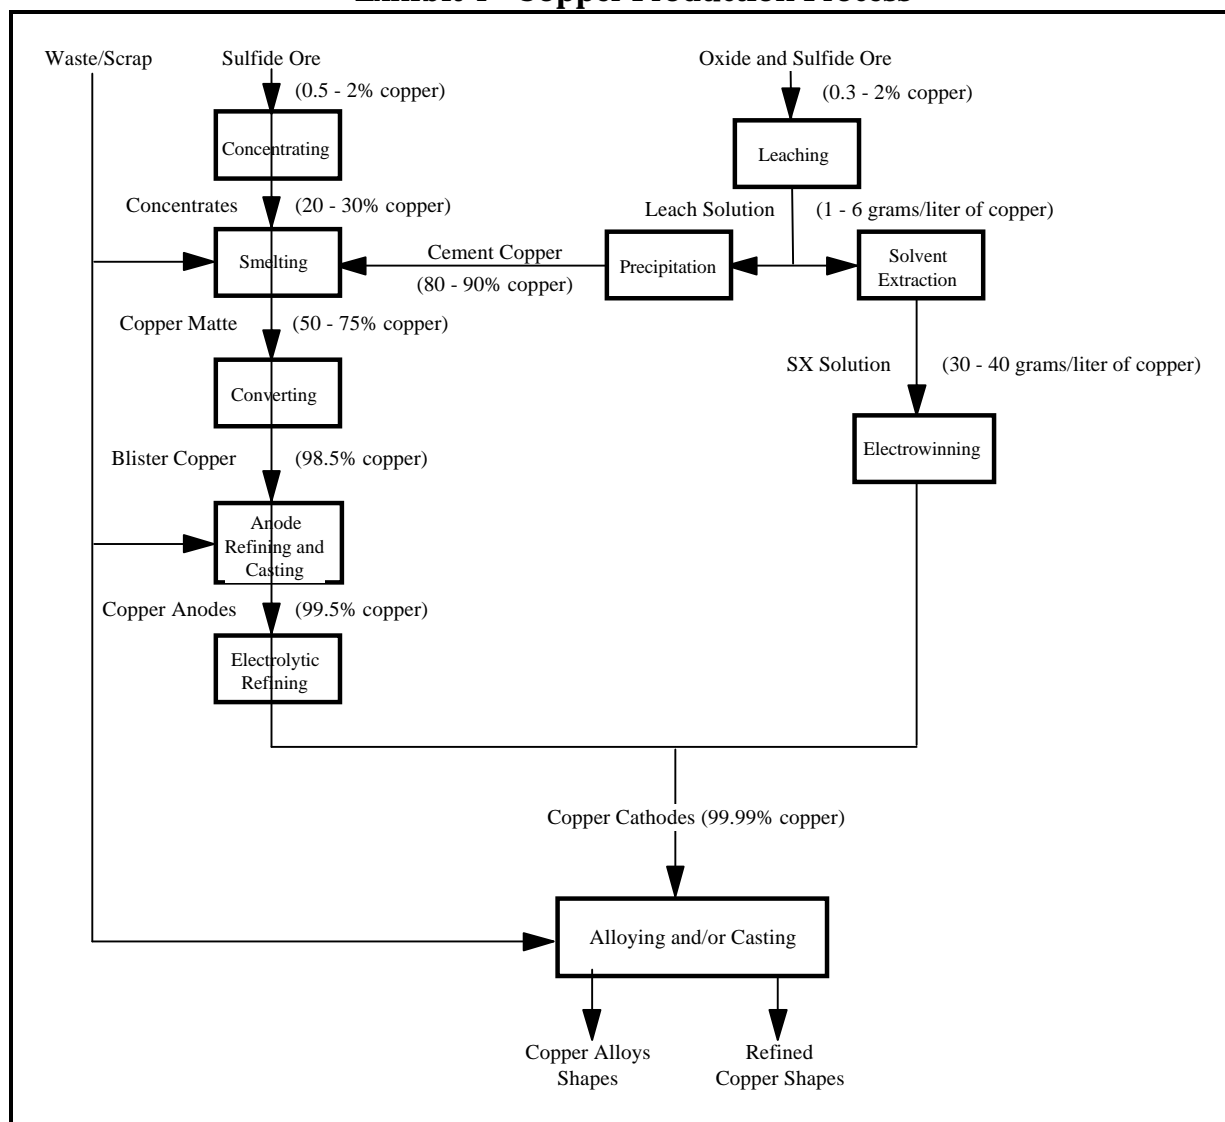 Exhibit 1 - Copper Production Process
Waste/Scrap
Sulfide Ore
Oxide and Sulfide Ore
(0.5 - 2% copper)
(0.3 - 2% copper)
Concentrating
Leaching
Concentrates
(20 - 30% copper)
Leach Solution
(1 - 6 grams/liter of copper)
Smelting
Cement Copper
(80 - 90% copper)
Precipitation
Solvent
Extraction
Copper Matte
(50 - 75% copper)
SX Solution
(30 - 40 grams/liter of copper)
Converting
Electrowinning
Blister Copper
(98.5% copper)
Anode
Refining and
Casting
Copper Anodes
(99.5% copper)
Electrolytic
Refining
Copper Cathodes (99.99% copper)
Alloying and/or Casting
Copper Alloys
Shapes
Refined
Copper Shapes